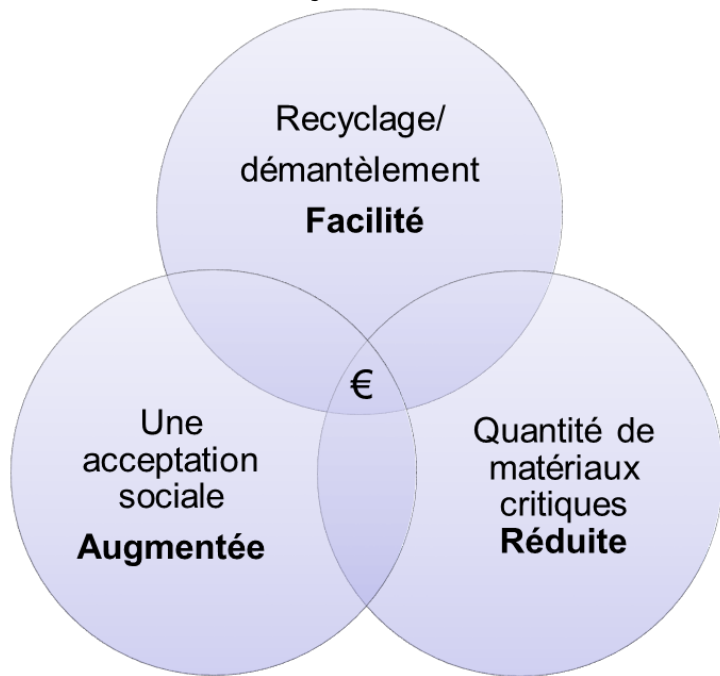 Recyclage/
démantèlement
Facilité
€
Une
acceptation
sociale
Augmentée
Quantité de
matériaux
critiques
Réduite